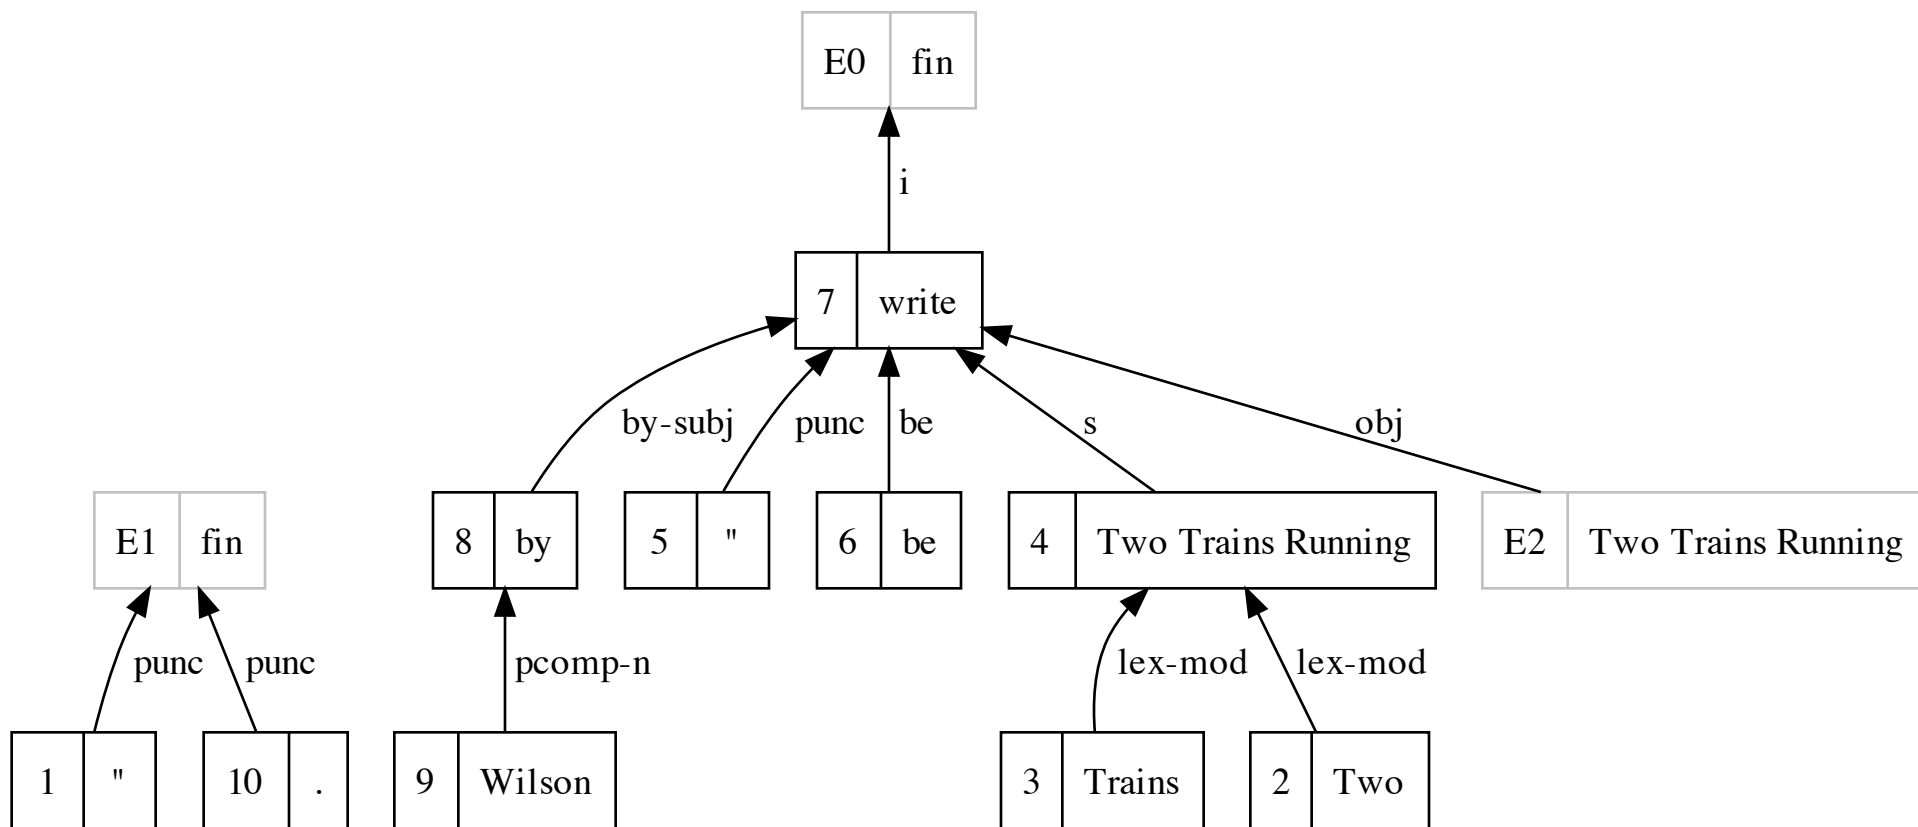 E0 fin
i
7 write
by-subj punc be s obj
E1 fin
8 by
5 "
6 be
4 Two Trains Running
E2 Two Trains Running
punc punc pcomp-n lex-mod lex-mod
1 "
10 .
9 Wilson
3 Trains
2 Two